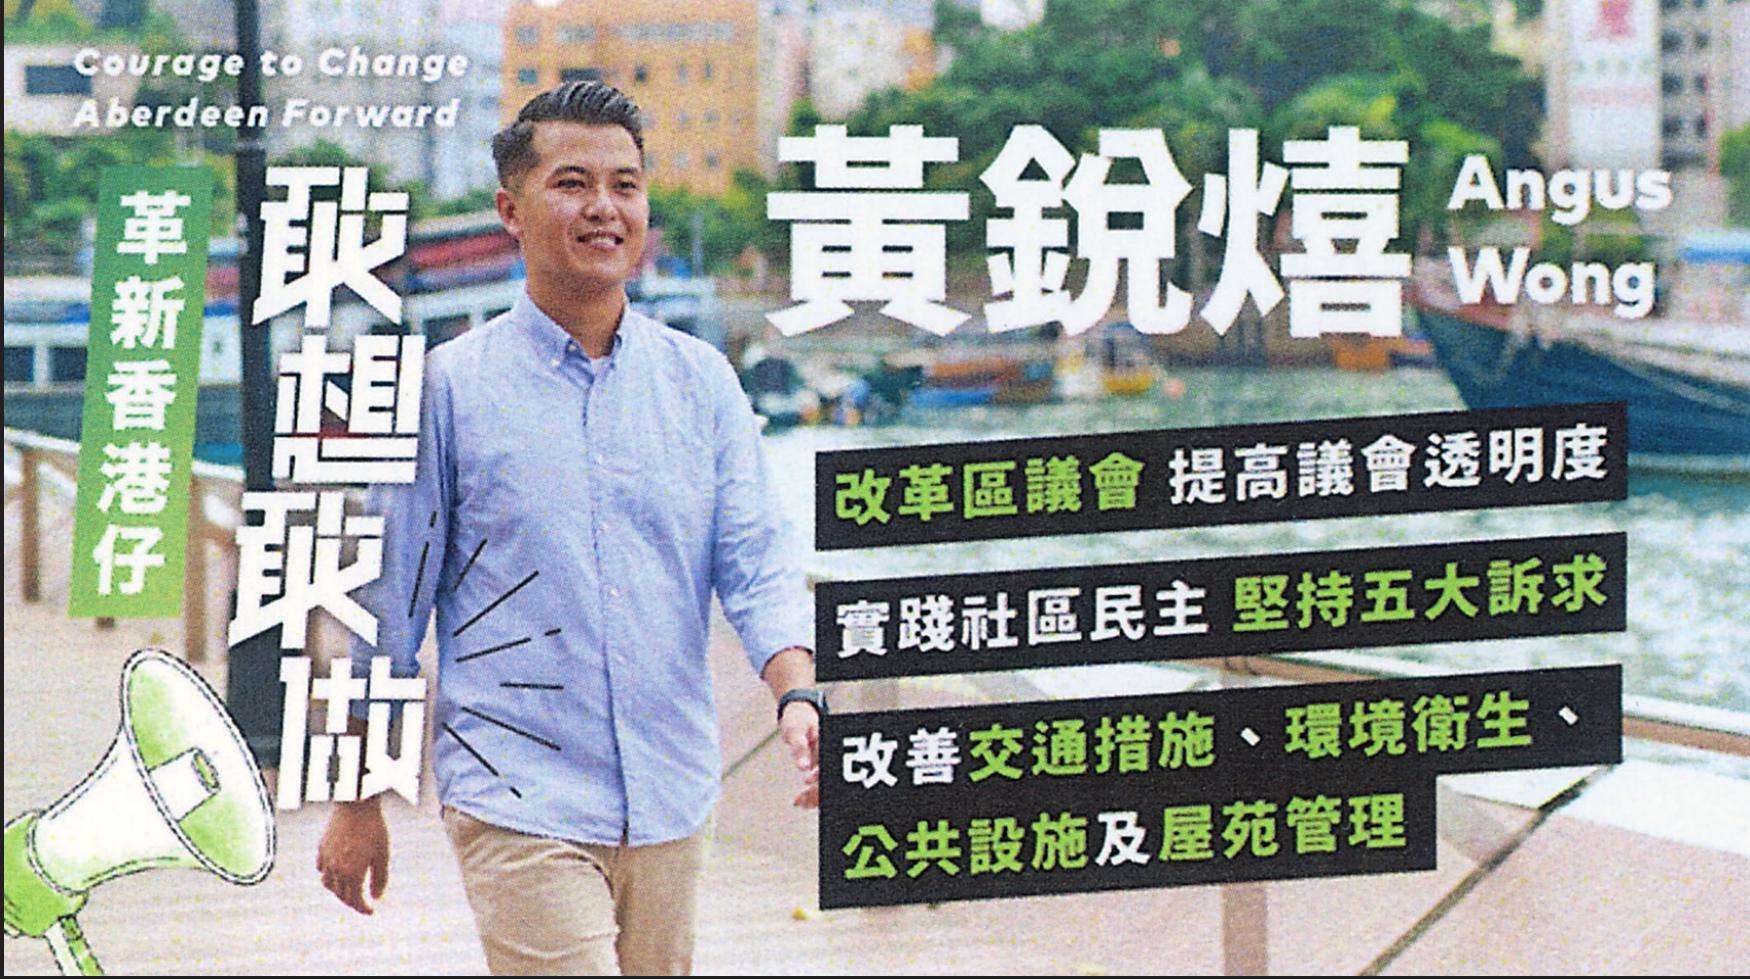 Courage to Change
Aberdeen Forward
革新香港仔
敢想敢做
黃銳熺
Angus
Wong
改革區議會 提高議會透明度
實踐社區民主 堅持五大訴求
改善交通措施、環境衛生、
公共設施及屋苑管理